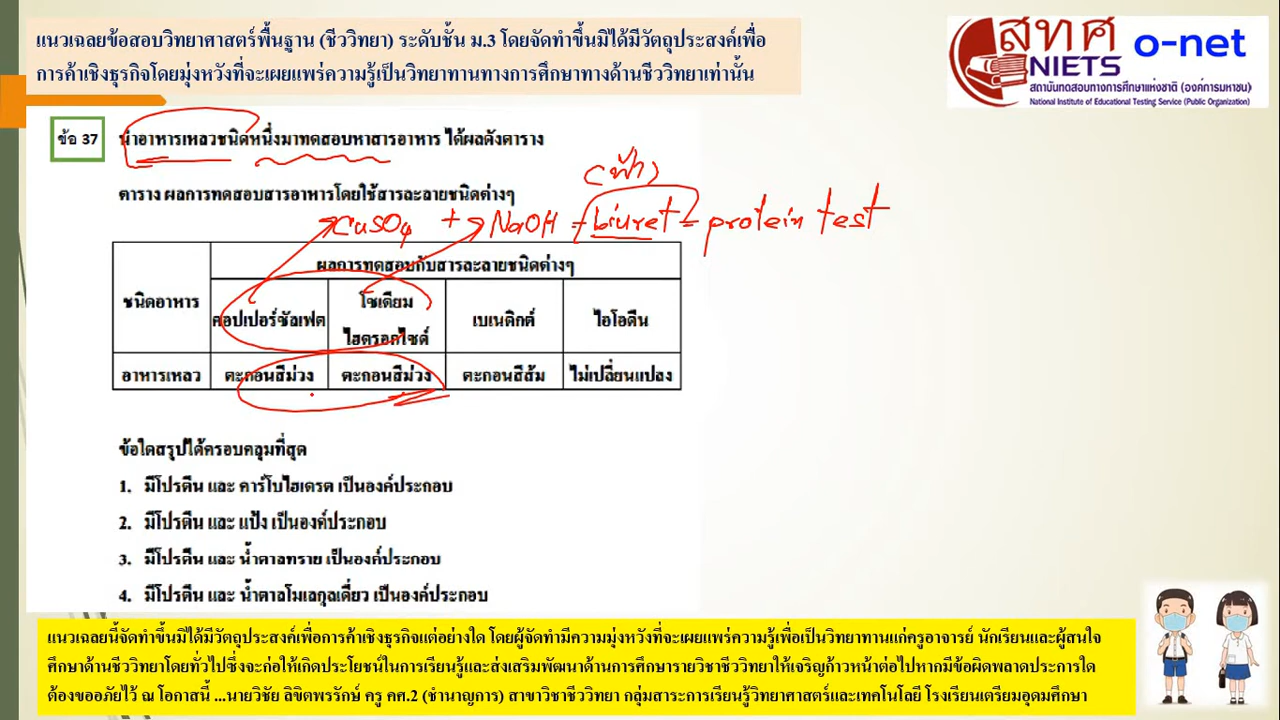 แนวเฉลยข้อสอบวิทยาศาสตร์พื้นฐาน (ชีววิทยา) ระดับชั้น ม.3 โดยจัดทำขึ้นมิได้มีวัตถุประสงค์เพื่อ
การค้าเชิงธุรกิจโดยมุ่งหวังที่จะเผยแพร่ความรู้เป็นวิทยาทานทางการศึกษาทางด้านชีววิทยาเท่านั้น
สทศ
NIETS
o-net
สถาบันทดสอบทางการศึกษาแห่งชาติ (องค์การมหาชน)
National Institute of Educational Testing Service (Public Organization)
ข้อ 37
นำอาหารเหลวชนิดหนึ่งมาทดสอบหาสารอาหาร ได้ผลดังตาราง
(ฟ้า)
ตาราง ผลการทดสอบสารอาหารโดยใช้สารละลายชนิดต่างๆ
CuSO4 + NaOH = biuret = protein test
ชนิดอาหาร
ผลการทดสอบกับสารละลายชนิดต่างๆ
คอปเปอร์ซัลเฟต
โซเดียม
ไฮดรอกไซด์
เบเนดิกต์
ไอโอดีน
อาหารเหลว ตะกอนสีม่วง ตะกอนสีม่วง ตะกอนสีส้ม ไม่เปลี่ยนแปลง
ข้อใดสรุปได้ครอบคลุมที่สุด
1. มีโปรตีน และ คาร์โบไฮเดรต เป็นองค์ประกอบ
2. มีโปรตีน และ แป้ง เป็นองค์ประกอบ
3. มีโปรตีน และ น้ำตาลทราย เป็นองค์ประกอบ
4. มีโปรตีน และ น้ำตาลโมเลกุลเดี่ยว เป็นองค์ประกอบ
แนวเฉลยนี้จัดทำขึ้นมิได้มีวัตถุประสงค์เพื่อการค้าเชิงธุรกิจแต่อย่างใด โดยผู้จัดทำมีความมุ่งหวังที่จะเผยแพร่ความรู้เพื่อเป็นวิทยาทานแก่ครูอาจารย์ นักเรียนและผู้สนใจ
ศึกษาด้านชีววิทยาโดยทั่วไปซึ่งจะก่อให้เกิดประโยชน์ในการเรียนรู้และส่งเสริมพัฒนาด้านการศึกษารายวิชาชีววิทยาให้เจริญก้าวหน้าต่อไปหากมีข้อผิดพลาดประการใด
ต้องขออภัยไว้ ณ โอกาสนี้ ...นายวิชัย ลิขิตพรรักษ์ ครู คศ.2 (ชำนาญการ) สาขาวิชาชีววิทยา กลุ่มสาระการเรียนรู้วิทยาศาสตร์และเทคโนโลยี โรงเรียนเตรียมอุดมศึกษา